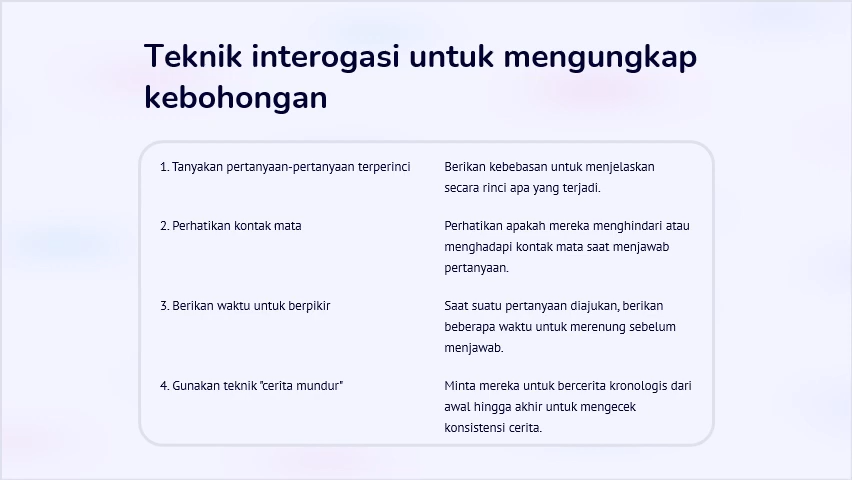 Teknik interogasi untuk mengungkap
kebohongan
1. Tanyakan pertanyaan-pertanyaan terperinci
Berikan kebebasan untuk menjelaskan
secara rinci apa yang terjadi.
2. Perhatikan kontak mata
Perhatikan apakah mereka menghindari atau
menghadapi kontak mata saat menjawab
pertanyaan.
3. Berikan waktu untuk berpikir
Saat suatu pertanyaan diajukan, berikan
beberapa waktu untuk merenung sebelum
menjawab.
4. Gunakan teknik "cerita mundur"
Minta mereka untuk bercerita kronologis dari
awal hingga akhir untuk mengecek
konsistensi cerita.